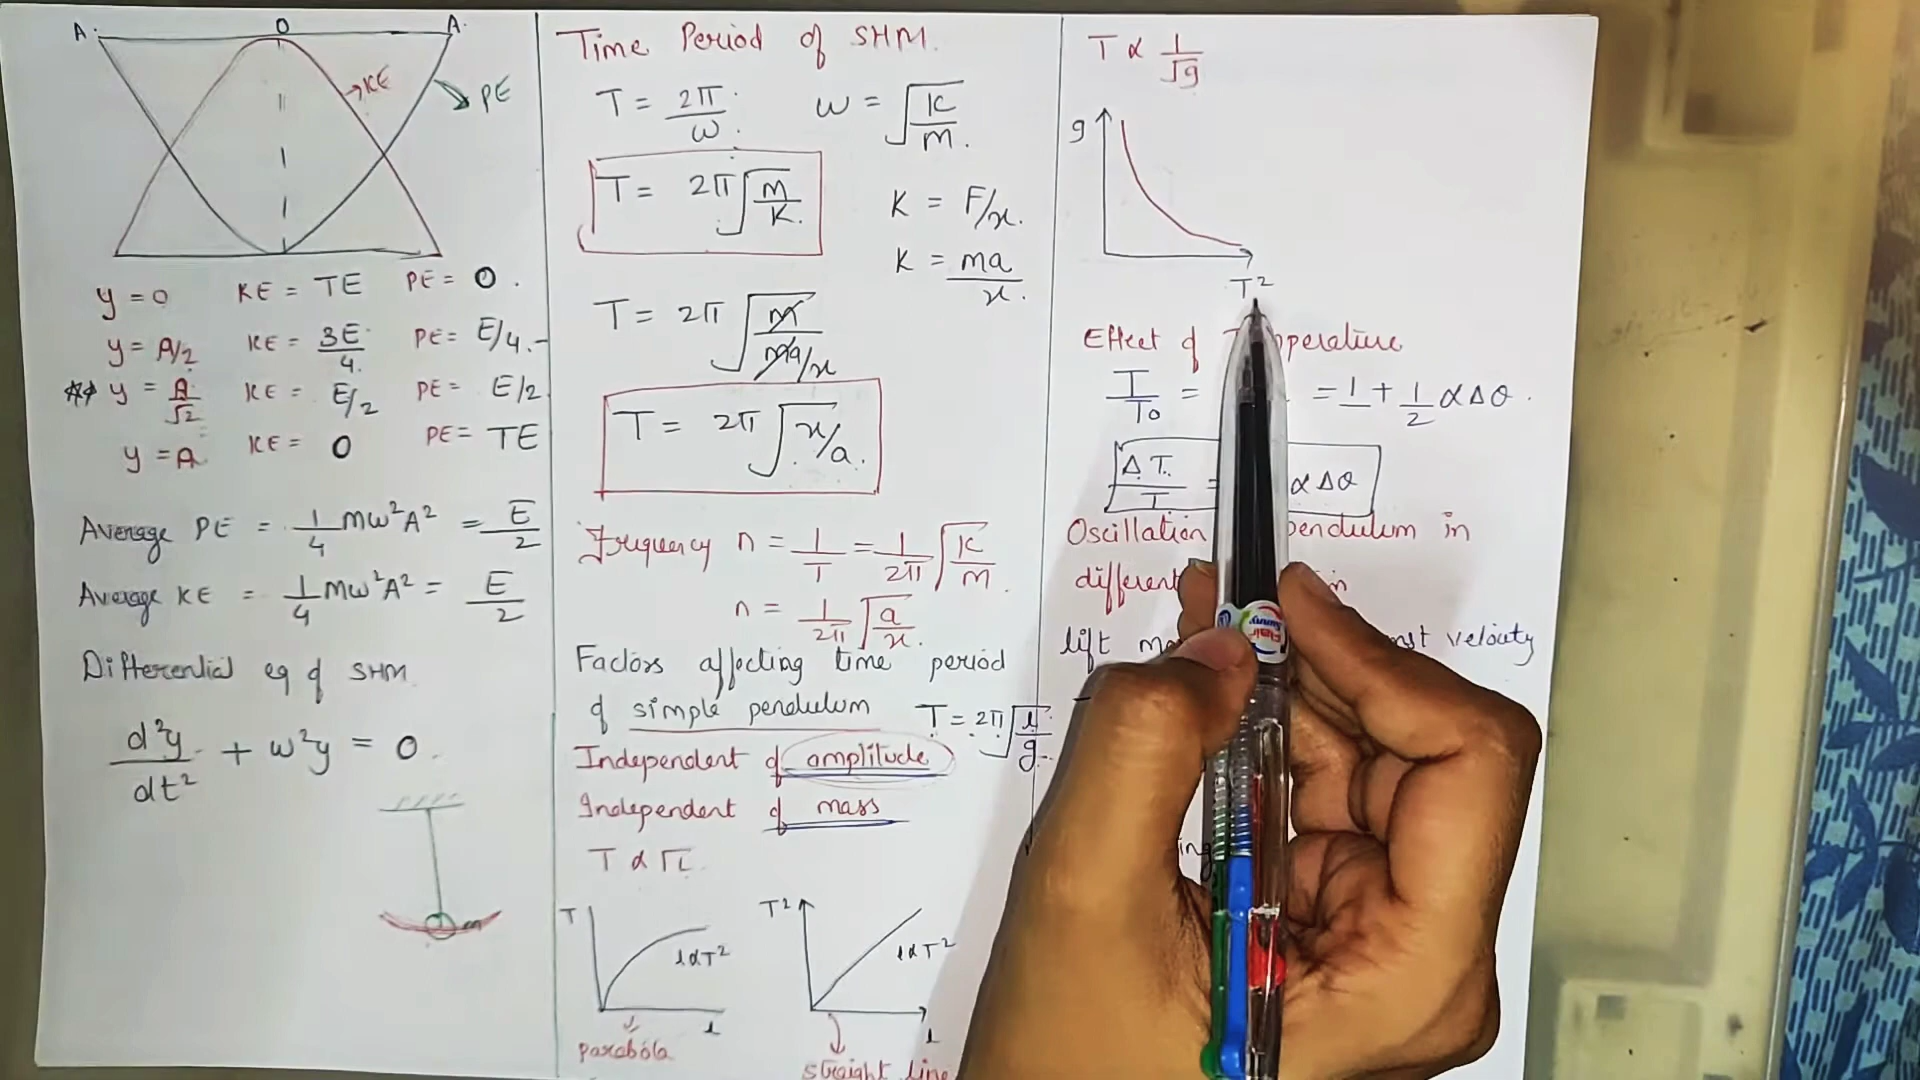 A. O A.
→KE
PE
y = 0 KE = TE PE = 0.
y = A/2 KE = 3E/4. PE = E/4.
y = A/√2 KE = E/2 PE = E/2
y = A KE = 0 PE = TE
Average PE = 1/4 mω²A² = E/2
Average KE = 1/4 mω²A² = E/2
Differential eq of SHM
d²y/dt² + ω²y = 0.
m
Time Period of SHM.
T = 2π/ω. ω = √K/m.
T = 2π√m/K. K = F/x.
K = ma/x.
T = 2π√m/ma/x
T = 2π√x/a.
Frequency n = 1/T = 1/2π √K/m
n = 1/2π √a/x.
Factors affecting time period
of simple pendulum T = 2π√l/g
Independent of amplitude
Independent of mass
T α √L
T l α T² l
parabola
T² l α T² l
straight line
T α 1/√g
g
T²
Effect of
T/T0 = = 1 + 1/2 α Δθ.
ΔT/T = α Δθ
Oscillation pendulum in
different
lift velocity
Flair
Sunny